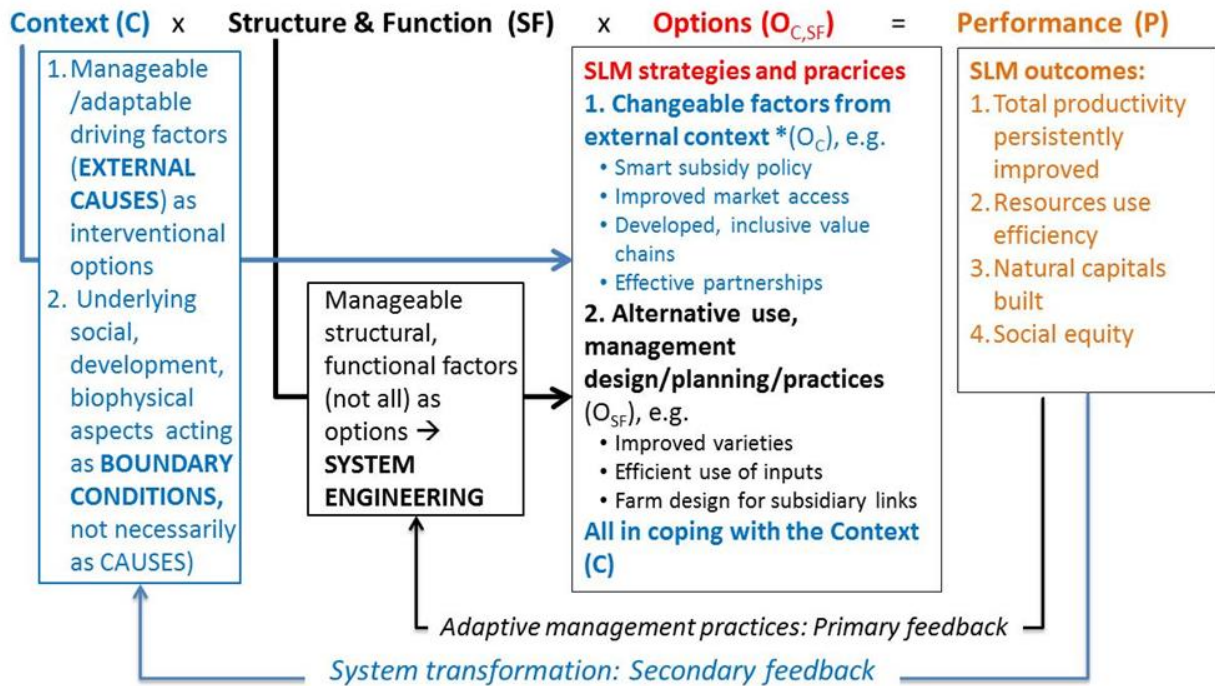 Context (C) x Structure & Function (SF) x Options (O_C,SF) = Performance (P)
1. Manageable
/adaptable
driving factors
(EXTERNAL
CAUSES) as
interventional
options
2. Underlying
social,
development,
biophysical
aspects acting
as BOUNDARY
CONDITIONS,
not necessarily
as CAUSES)
Manageable
structural,
functional factors
(not all) as
options →
SYSTEM
ENGINEERING
SLM strategies and pracrices
1. Changeable factors from
external context *(O_C), e.g.
• Smart subsidy policy
• Improved market access
• Developed, inclusive value
chains
• Effective partnerships
2. Alternative use,
management
design/planning/practices
(O_SF), e.g.
• Improved varieties
• Efficient use of inputs
• Farm design for subsidiary links
All in coping with the Context
(C)
SLM outcomes:
1. Total productivity
persistently
improved
2. Resources use
efficiency
3. Natural capitals
built
4. Social equity
Adaptive management practices: Primary feedback
System transformation: Secondary feedback